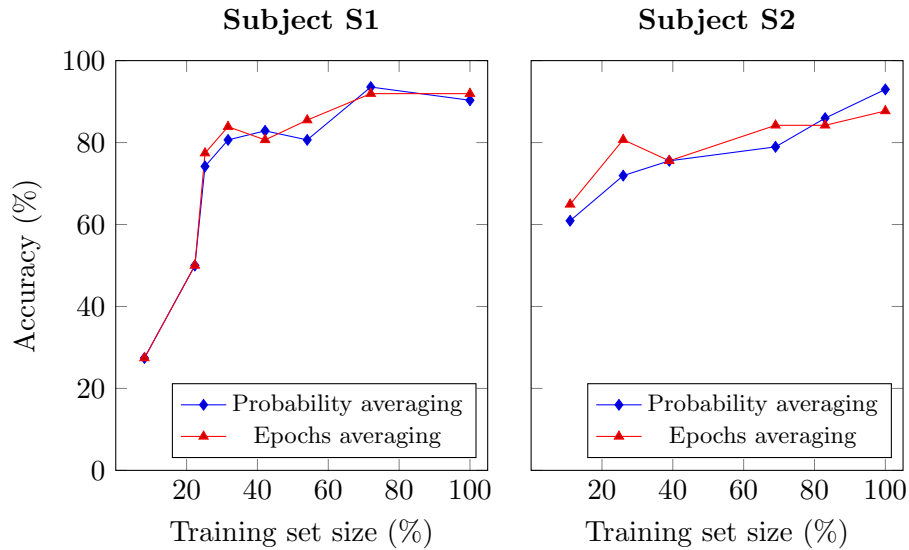 Subject S1
Subject S2
Accuracy (%)
100
80
60
40
20
0
Probability averaging
Epochs averaging
Probability averaging
Epochs averaging
20 40 60 80 100
20 40 60 80 100
Training set size (%)
Training set size (%)